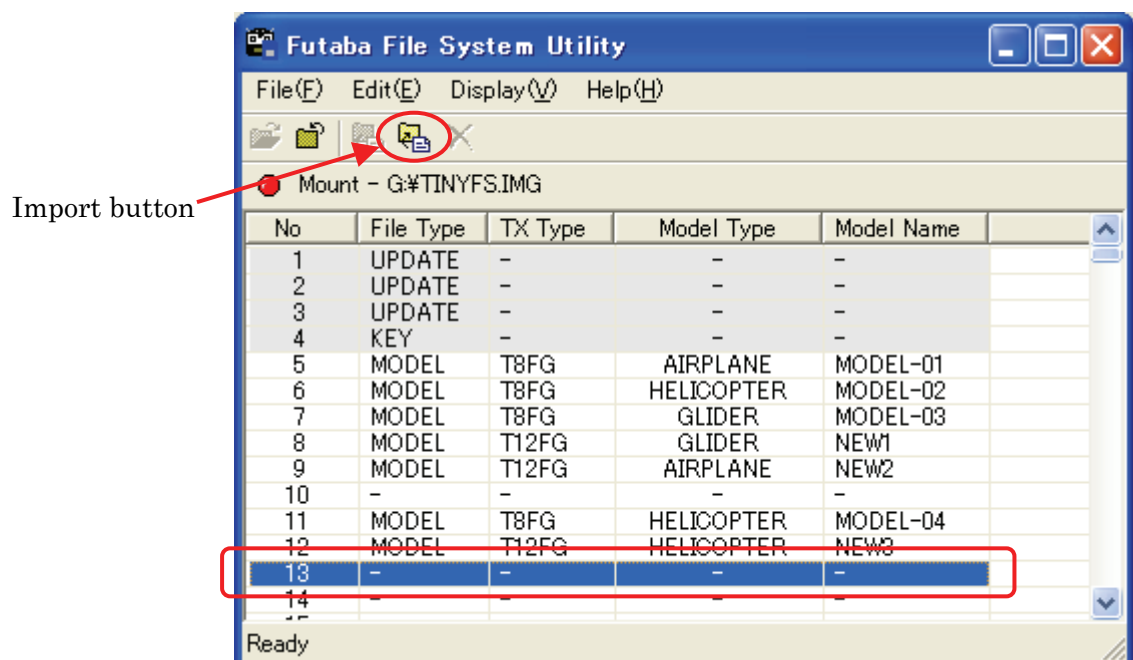 Futaba File System Utility
File(F) Edit(E) Display(V) Help(H)
Import button
Mount - G:¥TINYFS.IMG
No File Type TX Type Model Type Model Name
1 UPDATE - - -
2 UPDATE - - -
3 UPDATE - - -
4 KEY - - -
5 MODEL T8FG AIRPLANE MODEL-01
6 MODEL T8FG HELICOPTER MODEL-02
7 MODEL T8FG GLIDER MODEL-03
8 MODEL T12FG GLIDER NEW1
9 MODEL T12FG AIRPLANE NEW2
10 - - - -
11 MODEL T8FG HELICOPTER MODEL-04
12 MODEL T12FG HELICOPTER NEW3
13 - - - -
14 - - - -
Ready